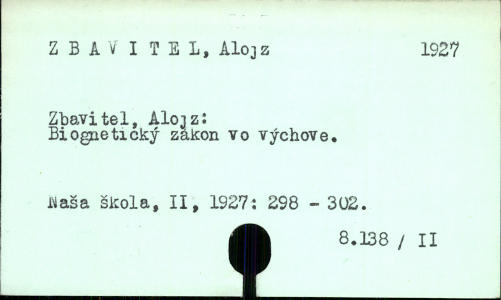 Z B A V I T E L, Alojz 1927
Zbavitel, Alojz:
Biognetický zákon vo výchove.
Naša škola, II, 1927: 298 - 302.
8.138 / II